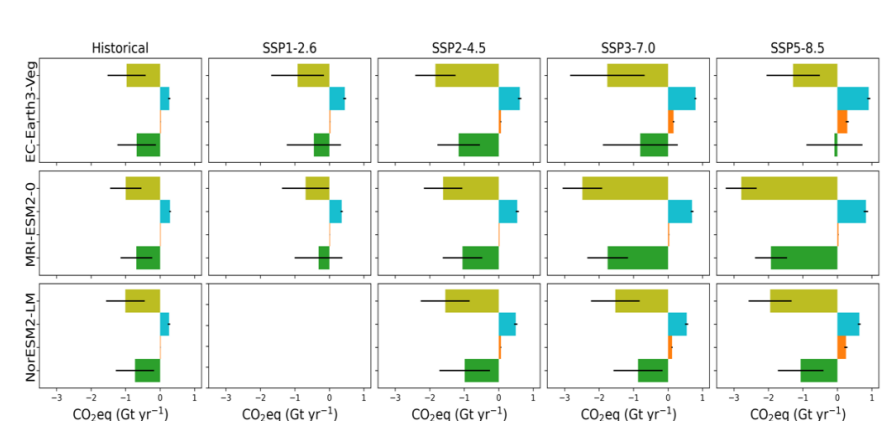 Historical
SSP1-2.6
SSP2-4.5
SSP3-7.0
SSP5-8.5
EC-Earth3-Veg
MRI-ESM2-0
NorESM2-LM
−3 −2 −1 0 1
−3 −2 −1 0 1
−3 −2 −1 0 1
−3 −2 −1 0 1
−3 −2 −1 0 1
CO₂eq (Gt yr⁻¹)
CO₂eq (Gt yr⁻¹)
CO₂eq (Gt yr⁻¹)
CO₂eq (Gt yr⁻¹)
CO₂eq (Gt yr⁻¹)